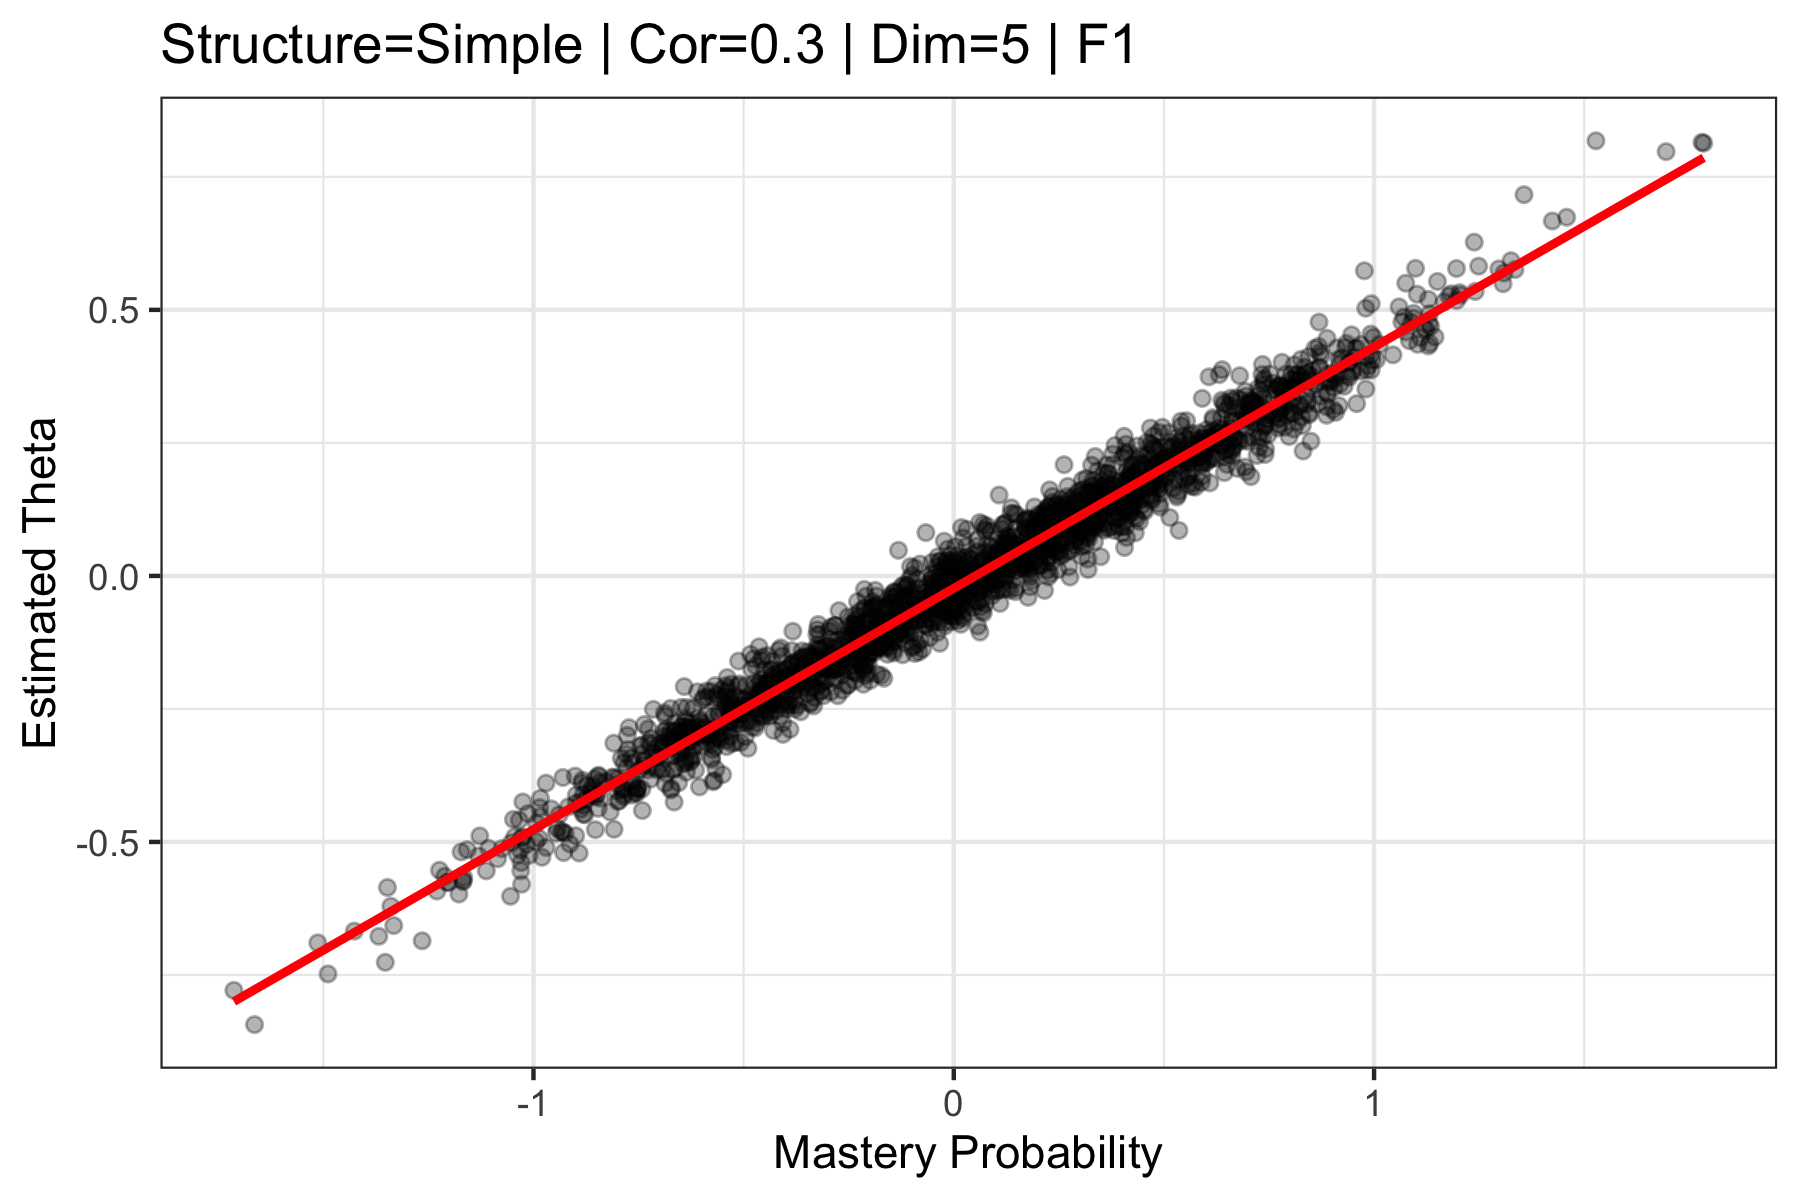 Structure=Simple | Cor=0.3 | Dim=5 | F1
Estimated Theta
0.5
0.0
-0.5
-1
0
1
Mastery Probability